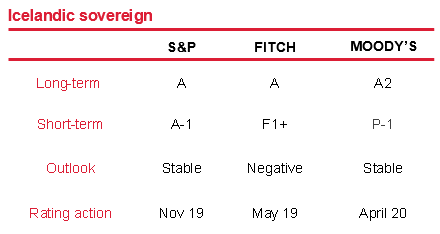 Icelandic sovereign
S&P FITCH MOODY'S
Long-term A A A2
Short-term A-1 F1+ P-1
Outlook Stable Negative Stable
Rating action Nov 19 May 19 April 20